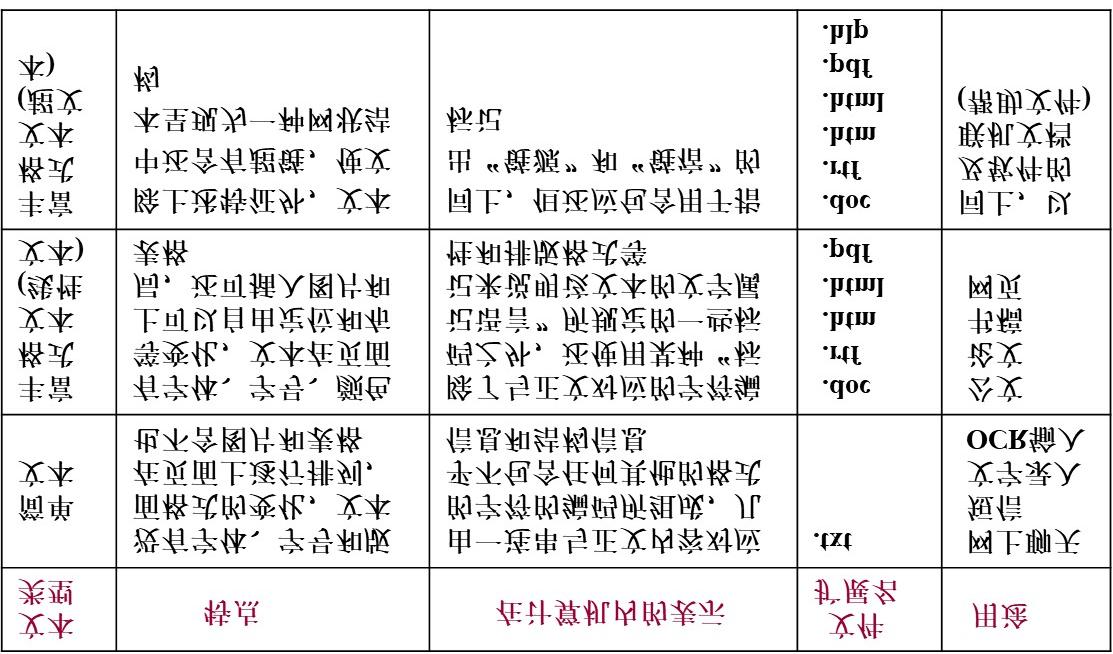 文本
类型
特点
在计算机内的表示
文件
扩展名
用途
简单
文本
没有字体、字号和版
面格式的变化，文本
在页面上逐行排列，
也不含图片和表格
由一连串与正文内容对应
的字符的编码所组成，几
乎不包含任何其他的格式
信息和结构信息
.txt
网上聊天
短信
文字录入
OCR输入
丰富
格式
文本
(线性
文本)
有字体、字号、颜色
等变化，文本在页面
上可以自由定位和布
局，还可插入图片和
表格
除了与正文对应的字符编
码之外，还使用某种“标
记语言”所规定的一些标
记来说明该文本的文字属
性和排版格式等
.doc
.rtf
.htm
.html
.pdf
公文
论文
书稿
网页
丰富
格式
文本
(超文
本)
除上述特征外，文本
中还含有超链，使文
本呈现为一种网状结
构
同上，但还应包含用于指
出“链源”和“链宿”的
标记
.doc
.rtf
.htm
.html
.pdf
.hlp
同上，以
及软件的
联机文档
(帮助文件)